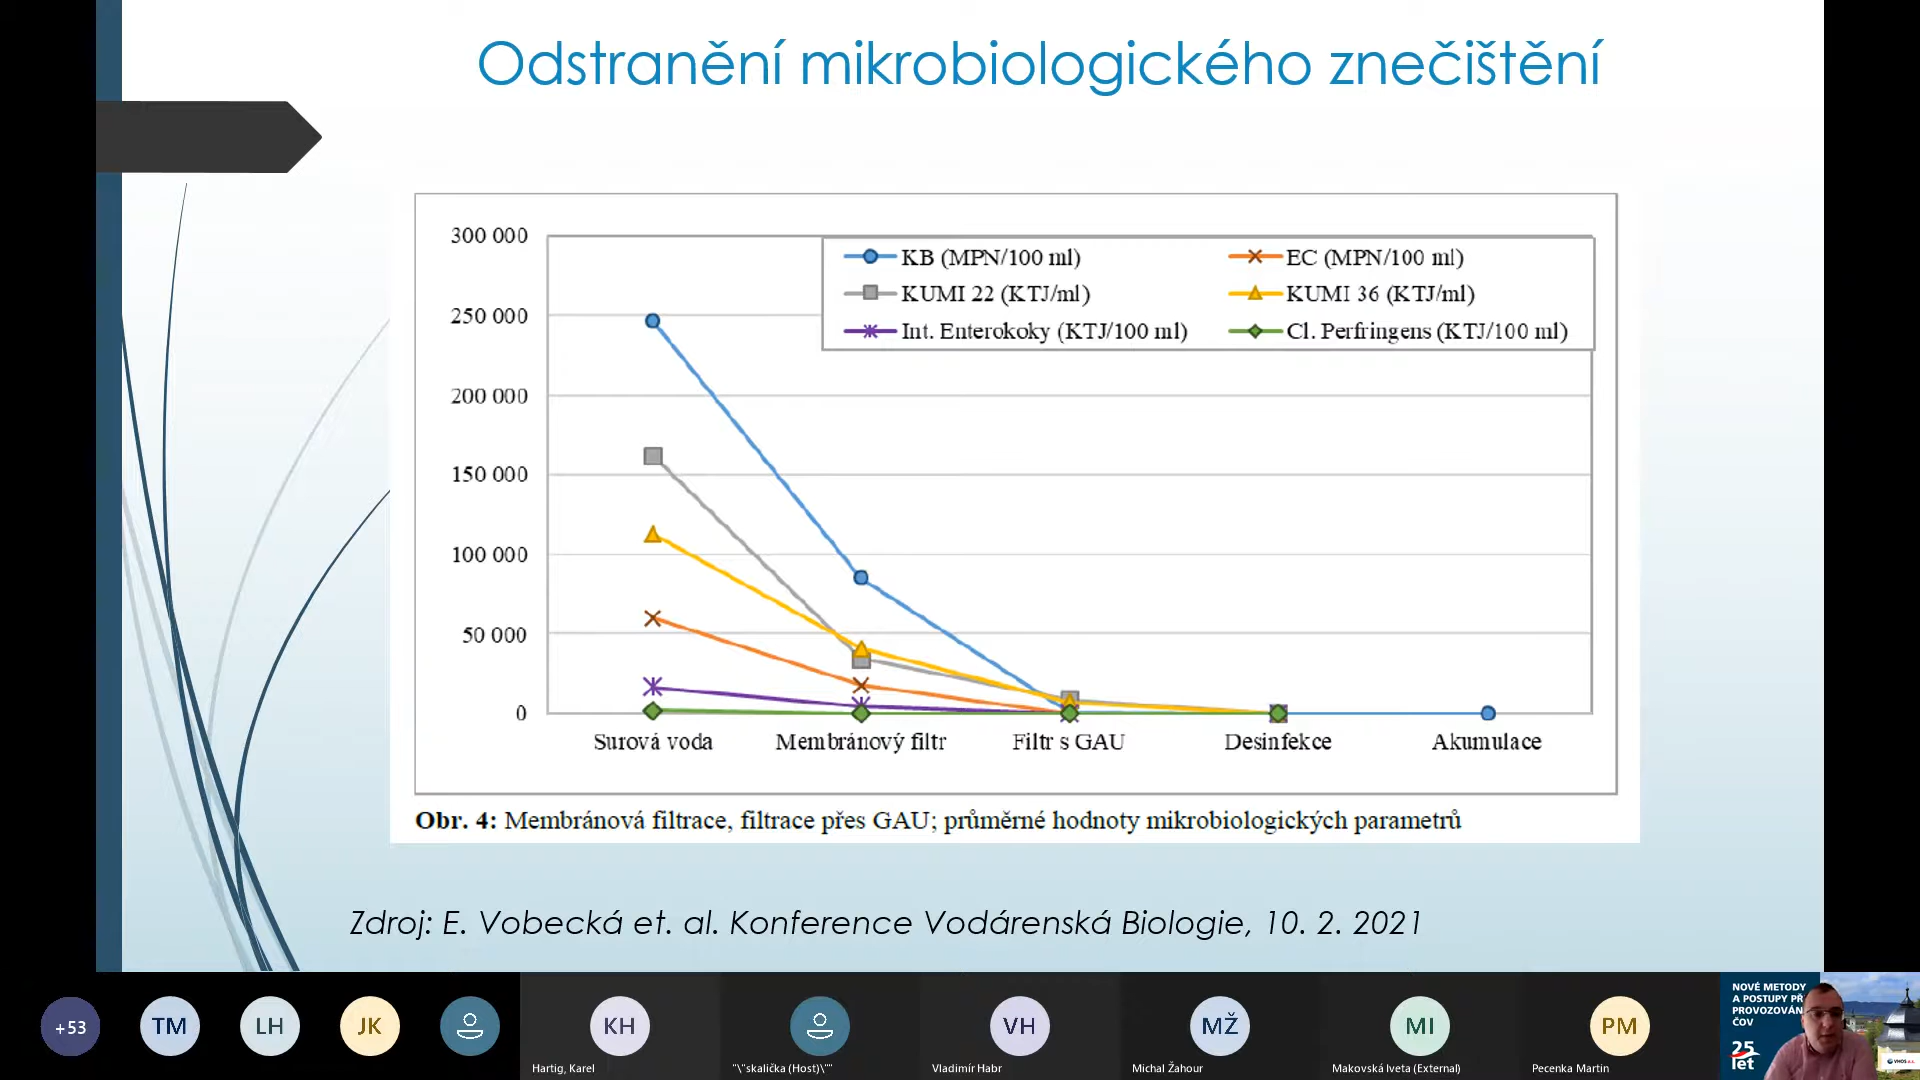 Odstranění mikrobiologického znečištění
300 000
250 000
200 000
150 000
100 000
50 000
0
KB (MPN/100 ml)
EC (MPN/100 ml)
KUMI 22 (KTJ/ml)
KUMI 36 (KTJ/ml)
Int. Enterokoky (KTJ/100 ml)
Cl. Perfringens (KTJ/100 ml)
Surová voda
Membránový filtr
Filtr s GAU
Desinfekce
Akumulace
Obr. 4: Membránová filtrace, filtrace přes GAU; průměrné hodnoty mikrobiologických parametrů
Zdroj: E. Vobecká et. al. Konference Vodárenská Biologie, 10. 2. 2021
+53
TM
LH
JK
KH
Hartig, Karel
"\"skalička (Host)\""
VH
Vladimír Habr
MŽ
Michal Žahour
MI
Makovská Iveta (External)
PM
Pecenka Martin
NOVÉ METODY
A POSTUPY PŘ
PROVOZOVÁN
ČOV
25
let